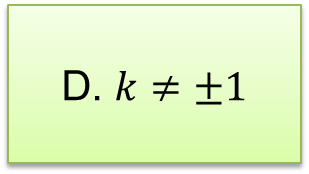 D. k ≠ ±1